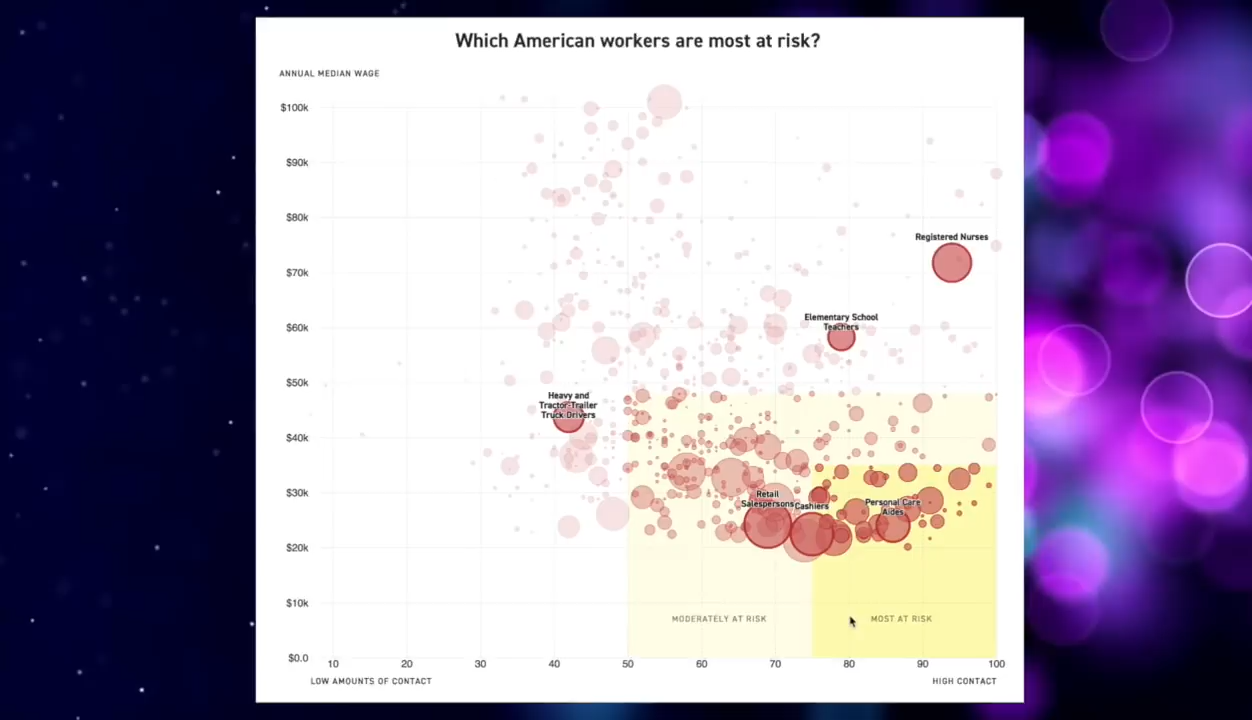 Which American workers are most at risk?
ANNUAL MEDIAN WAGE
$100k
$90k
$80k
Registered Nurses
$70k
Elementary School
Teachers
$60k
$50k
Heavy and
Tractor-Trailer
Truck Drivers
$40k
$30k
Retail
Salespersons
Cashiers
Personal Care
Aides
$20k
$10k
MODERATELY AT RISK
MOST AT RISK
$0.0
10 20 30 40 50 60 70 80 90 100
LOW AMOUNTS OF CONTACT
HIGH CONTACT